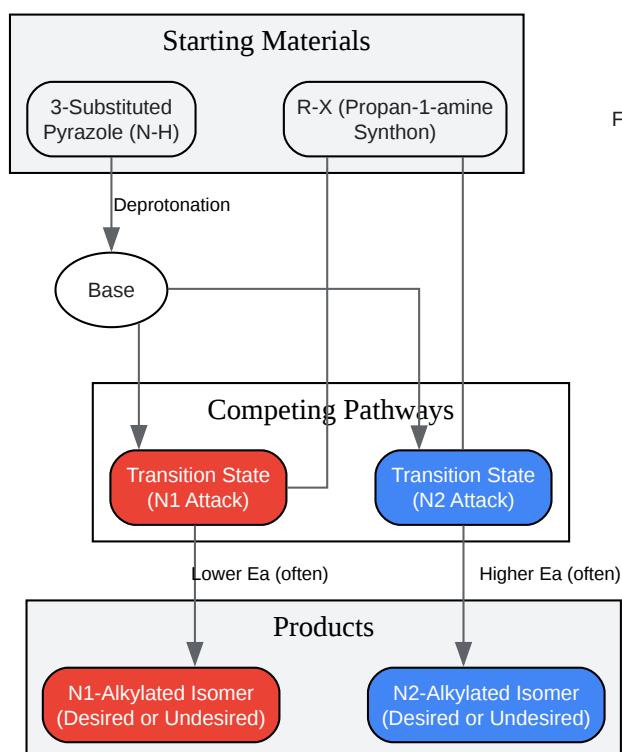 Starting Materials
3-Substituted
Pyrazole (N-H)
R-X (Propan-1-amine
Synthon)
F
Deprotonation
Base
Competing Pathways
Transition State
(N1 Attack)
Transition State
(N2 Attack)
Lower Ea (often)
Higher Ea (often)
Products
N1-Alkylated Isomer
(Desired or Undesired)
N2-Alkylated Isomer
(Desired or Undesired)